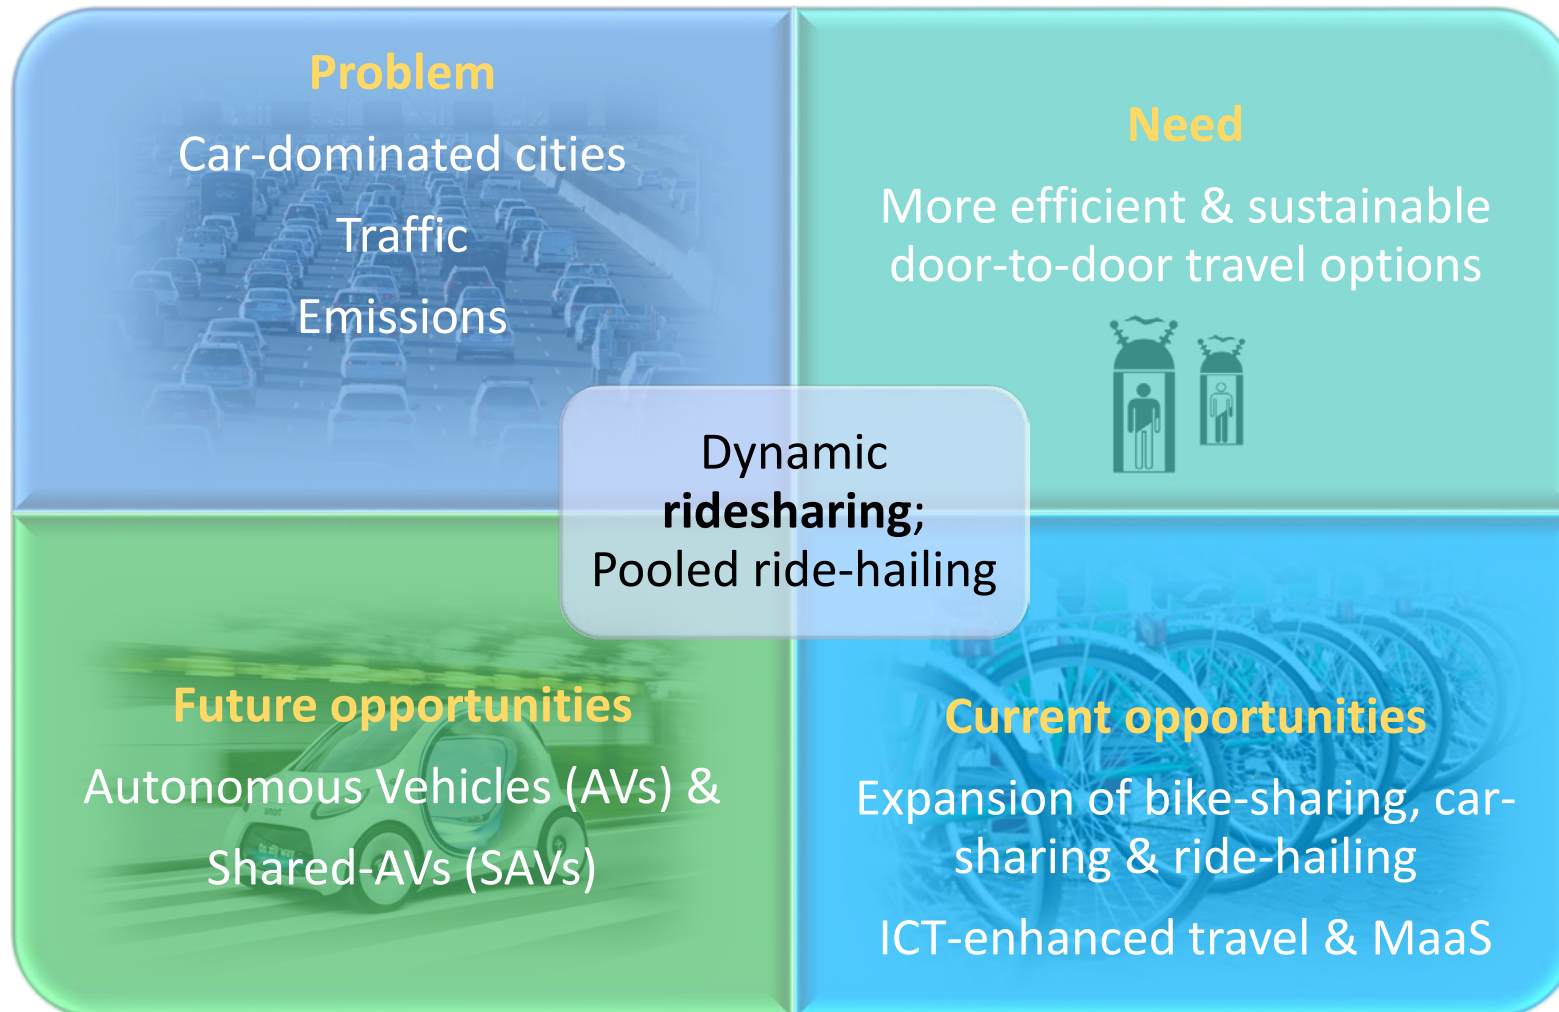 Problem
Car-dominated cities
Traffic
Emissions
Need
More efficient & sustainable
door-to-door travel options
Dynamic
ridesharing;
Pooled ride-hailing
Future opportunities
Autonomous Vehicles (AVs) &
Shared-AVs (SAVs)
smart
Current opportunities
Expansion of bike-sharing, car-
sharing & ride-hailing
ICT-enhanced travel & MaaS